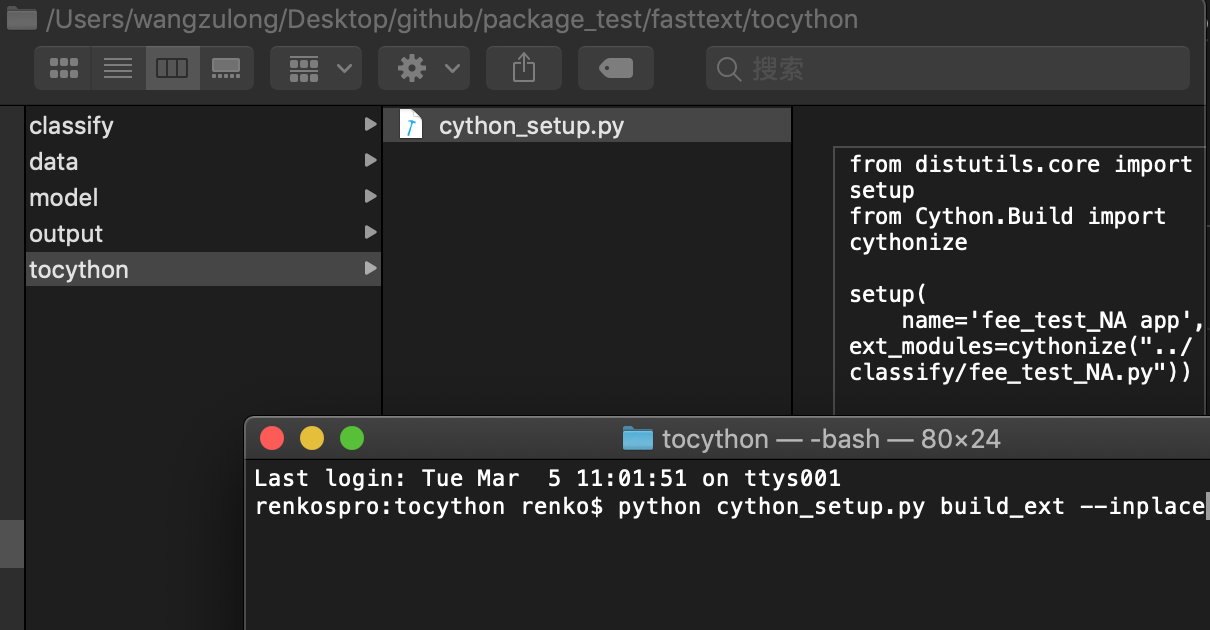 /Users/wangzulong/Desktop/github/package_test/fasttext/tocython
搜索
classify
data
model
output
tocython
cython_setup.py
from distutils.core import
setup
from Cython.Build import
cythonize
setup(
    name='fee_test_NA app',
ext_modules=cythonize("../
classify/fee_test_NA.py"))
tocython — -bash — 80×24
Last login: Tue Mar  5 11:01:51 on ttys001
renkospro:tocython renko$ python cython_setup.py build_ext --inplace